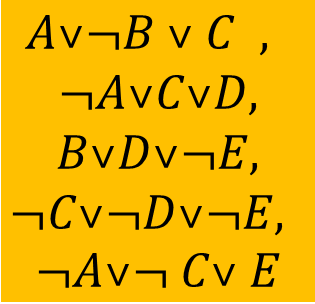 A∨¬B ∨ C ,
¬A∨C∨D,
B∨D∨¬E,
¬C∨¬D∨¬E,
¬A∨¬ C∨ E